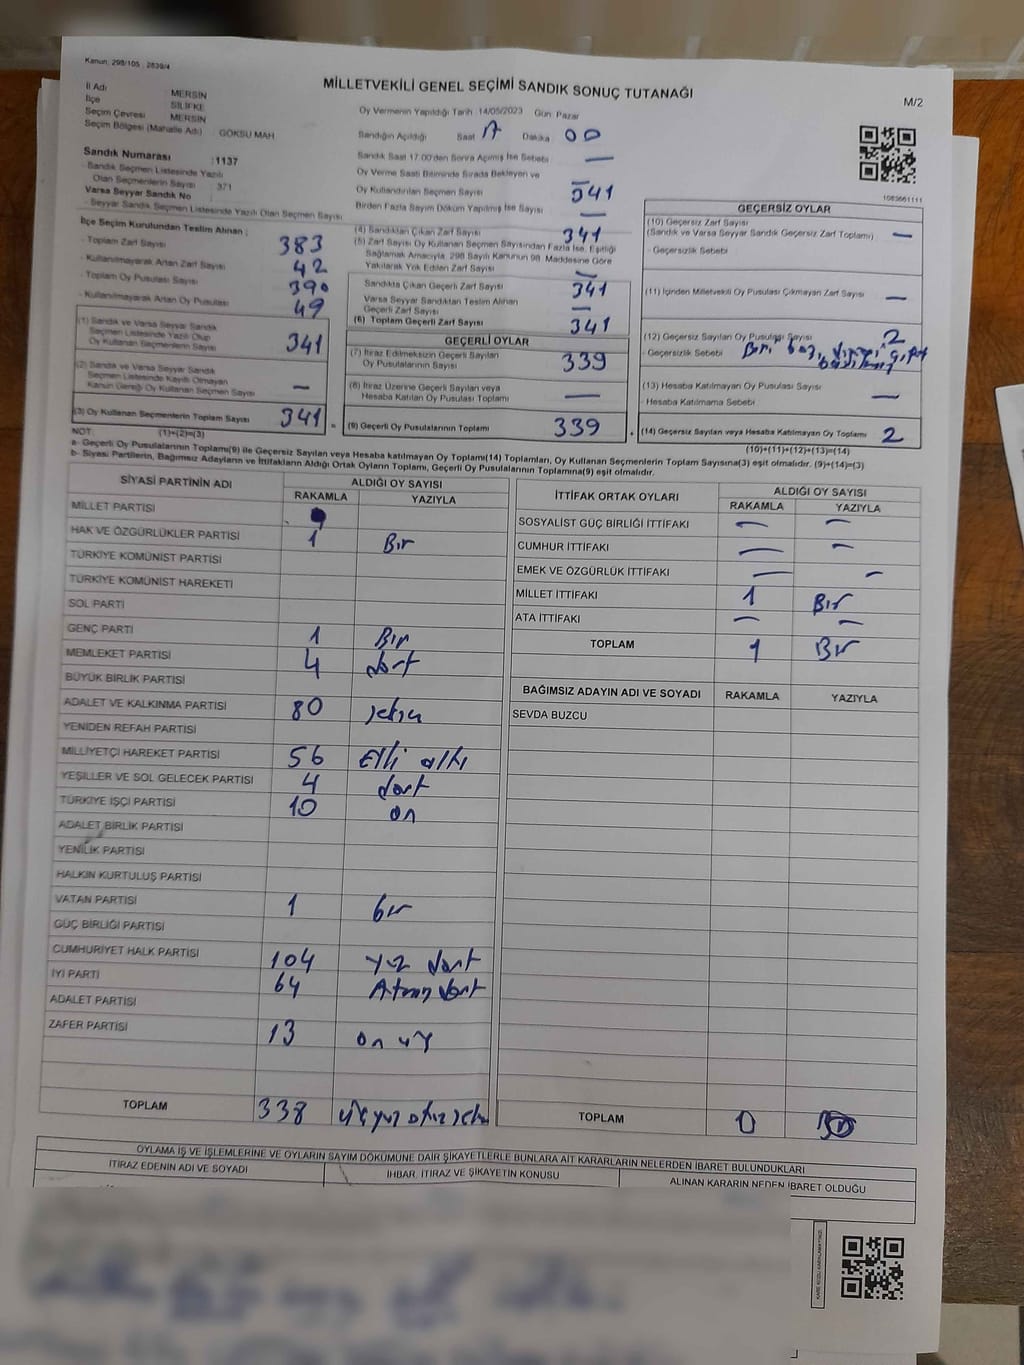 Kanun: 298/105 , 2839/4
MİLLETVEKİLİ GENEL SEÇİMİ SANDIK SONUÇ TUTANAĞI
M/2
İl Adı MERSİN
İlçe SİLİFKE
Seçim Çevresi MERSİN
Seçim Bölgesi (Mahalle Adı) : GÖKSU MAH
Sandık Numarası :1137
- Sandık Seçmen Listesinde Yazılı
Olan Seçmenlerin Sayısı : 371
Varsa Seyyar Sandık No
- Seyyar Sandık Seçmen Listesinde Yazılı Olan Seçmen Sayısı
Oy Vermenin Yapıldığı Tarih :14/05/2023 Gün: Pazar
Sandığın Açıldığı Saat 17 Dakika 00
Sandık Saat 17:00'den Sonra Açılmış İse Sebebi —
Oy Verme Saati Bitiminde Sırada Bekleyen ve —
Oy Kullandırılan Seçmen Sayısı 341
Birden Fazla Sayım Döküm Yapılmış İse Sayısı —
1083661111
İlçe Seçim Kurulundan Teslim Alınan ;
- Toplam Zarf Sayısı 383
- Kullanılmayarak Artan Zarf Sayısı 42
- Toplam Oy Pusulası Sayısı 390
- Kullanılmayarak Artan Oy Pusulası 49
(1) Sandık ve Varsa Seyyar Sandık
Seçmen Listesinde Yazılı Olup
Oy Kullanan Seçmenlerin Sayısı 341
(2) Sandık ve Varsa Seyyar Sandık
Seçmen Listesinde Kayıtlı Olmayan
Kanun Gereği Oy Kullanan Seçmen Sayısı —
(3) Oy Kullanan Seçmenlerin Toplam Sayısı 341
(4) Sandıktan Çıkan Zarf Sayısı 341
(5) Zarf Sayısı Oy Kullanan Seçmen Sayısından Fazla İse, Eşitliği
Sağlamak Amacıyla, 298 Sayılı Kanunun 98. Maddesine Göre
Yakılarak Yok Edilen Zarf Sayısı —
Sandıkta Çıkan Geçerli Zarf Sayısı 341
Varsa Seyyar Sandıktan Teslim Alınan
Geçerli Zarf Sayısı —
(6) Toplam Geçerli Zarf Sayısı 341
GEÇERLİ OYLAR
(7) İtiraz Edilmeksizin Geçerli Sayılan
Oy Pusulalarının Sayısı 339
(8) İtiraz Üzerine Geçerli Sayılan veya
Hesaba Katılan Oy Pusulası Toplamı —
(9) Geçerli Oy Pusulalarının Toplamı 339
GEÇERSİZ OYLAR
(10) Geçersiz Zarf Sayısı
(Sandık ve Varsa Seyyar Sandık Geçersiz Zarf Toplamı) —
- Geçersizlik Sebebi
(11) İçinden Milletvekili Oy Pusulası Çıkmayan Zarf Sayısı —
(12) Geçersiz Sayılan Oy Pusulası Sayısı 2
- Geçersizlik Sebebi Biri boş
(13) Hesaba Katılmayan Oy Pusulası Sayısı —
- Hesaba Katılmama Sebebi
(14) Geçersiz Sayılan veya Hesaba Katılmayan Oy Toplamı 2
NOT: (1)+(2)=(3) (10)+(11)+(12)+(13)=(14)
a- Geçerli Oy Pusulalarının Toplamı(9) ile Geçersiz Sayılan veya Hesaba katılmayan Oy Toplamı(14) Toplamları, Oy Kullanan Seçmenlerin Toplam Sayısına(3) eşit olmalıdır. (9)+(14)=(3)
b- Siyasi Partilerin, Bağımsız Adayların ve İttifakların Aldığı Ortak Oyların Toplamı, Geçerli Oy Pusulalarının Toplamına(9) eşit olmalıdır.
SİYASİ PARTİNİN ADI ALDIĞI OY SAYISI
RAKAMLA YAZIYLA
MİLLET PARTİSİ
HAK VE ÖZGÜRLÜKLER PARTİSİ 1 Bir
TÜRKİYE KOMÜNİST PARTİSİ
TÜRKİYE KOMÜNİST HAREKETİ
SOL PARTİ
GENÇ PARTİ 1 Bir
MEMLEKET PARTİSİ 4 dört
BÜYÜK BİRLİK PARTİSİ
ADALET VE KALKINMA PARTİSİ 80 seksen
YENİDEN REFAH PARTİSİ
MİLLİYETÇİ HAREKET PARTİSİ 56 Elli altı
YEŞİLLER VE SOL GELECEK PARTİSİ 4 dört
TÜRKİYE İŞÇİ PARTİSİ 10 on
ADALET BİRLİK PARTİSİ
YENİLİK PARTİSİ
HALKIN KURTULUŞ PARTİSİ
VATAN PARTİSİ 1 bir
GÜÇ BİRLİĞİ PARTİSİ
CUMHURİYET HALK PARTİSİ 104 yüz dört
İYİ PARTİ 64 Atmış dört
ADALET PARTİSİ
ZAFER PARTİSİ 13 on üç
TOPLAM 338 üçyüz otuz sekiz
İTTİFAK ORTAK OYLARI ALDIĞI OY SAYISI
RAKAMLA YAZIYLA
SOSYALİST GÜÇ BİRLİĞİ İTTİFAKI — —
CUMHUR İTTİFAKI — —
EMEK VE ÖZGÜRLÜK İTTİFAKI — —
MİLLET İTTİFAKI 1 Bir
ATA İTTİFAKI — —
TOPLAM 1 Bir
BAĞIMSIZ ADAYIN ADI VE SOYADI RAKAMLA YAZIYLA
SEVDA BUZCU
TOPLAM 0
OYLAMA İŞ VE İŞLEMLERİNE VE OYLARIN SAYIM DÖKÜMÜNE DAİR ŞİKAYETLERLE BUNLARA AİT KARARLARIN NELERDEN İBARET BULUNDUKLARI
İTİRAZ EDENİN ADI VE SOYADI İHBAR, İTİRAZ VE ŞİKAYETİN KONUSU ALINAN KARARIN NEDEN İBARET OLDUĞU